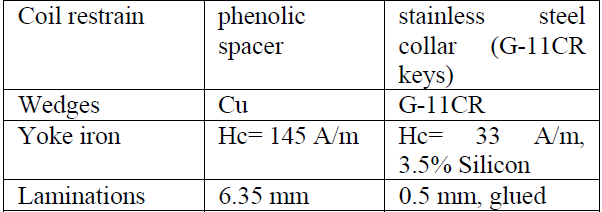 Coil restrain
phenolic
spacer
stainless steel
collar (G-11CR
keys)
Wedges
Cu
G-11CR
Yoke iron
Hc= 145 A/m
Hc= 33 A/m,
3.5% Silicon
Laminations
6.35 mm
0.5 mm, glued